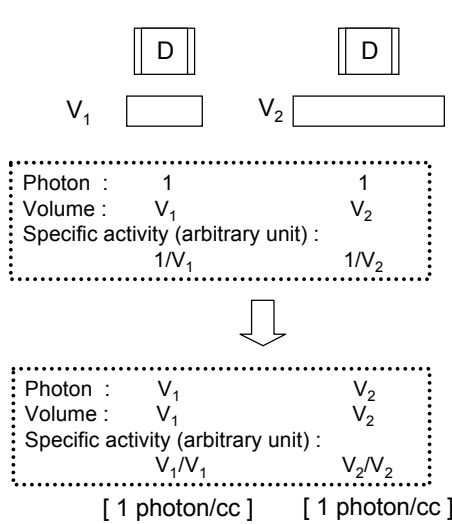 D D
V₁ V₂
Photon : 1 1
Volume : V₁ V₂
Specific activity (arbitrary unit) :
1/V₁ 1/V₂
Photon : V₁ V₂
Volume : V₁ V₂
Specific activity (arbitrary unit) :
V₁/V₁ V₂/V₂
[ 1 photon/cc ] [ 1 photon/cc ]